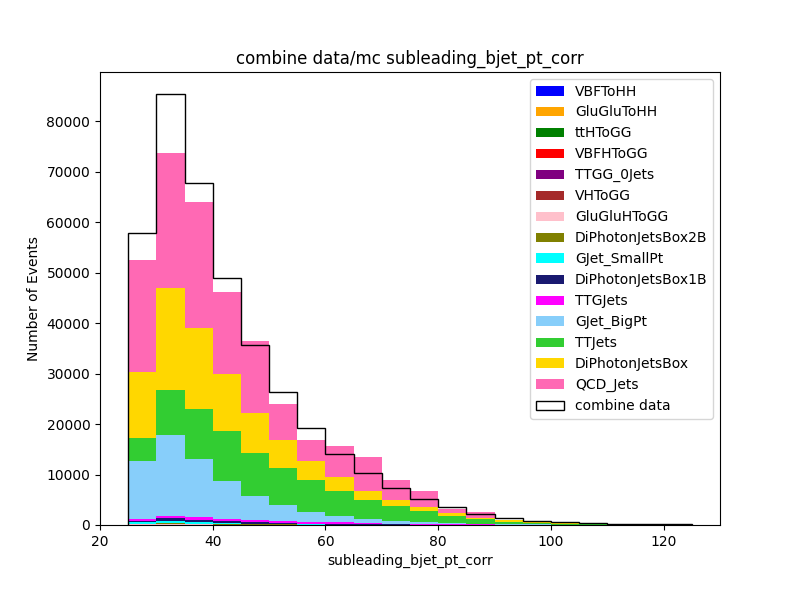 combine data/mc subleading_bjet_pt_corr
Number of Events
80000
70000
60000
50000
40000
30000
20000
10000
0
20
40
60
80
100
120
subleading_bjet_pt_corr
VBFToHH
GluGluToHH
ttHToGG
VBFHToGG
TTGG_0Jets
VHToGG
GluGluHToGG
DiPhotonJetsBox2B
GJet_SmallPt
DiPhotonJetsBox1B
TTGJets
GJet_BigPt
TTJets
DiPhotonJetsBox
QCD_Jets
combine data